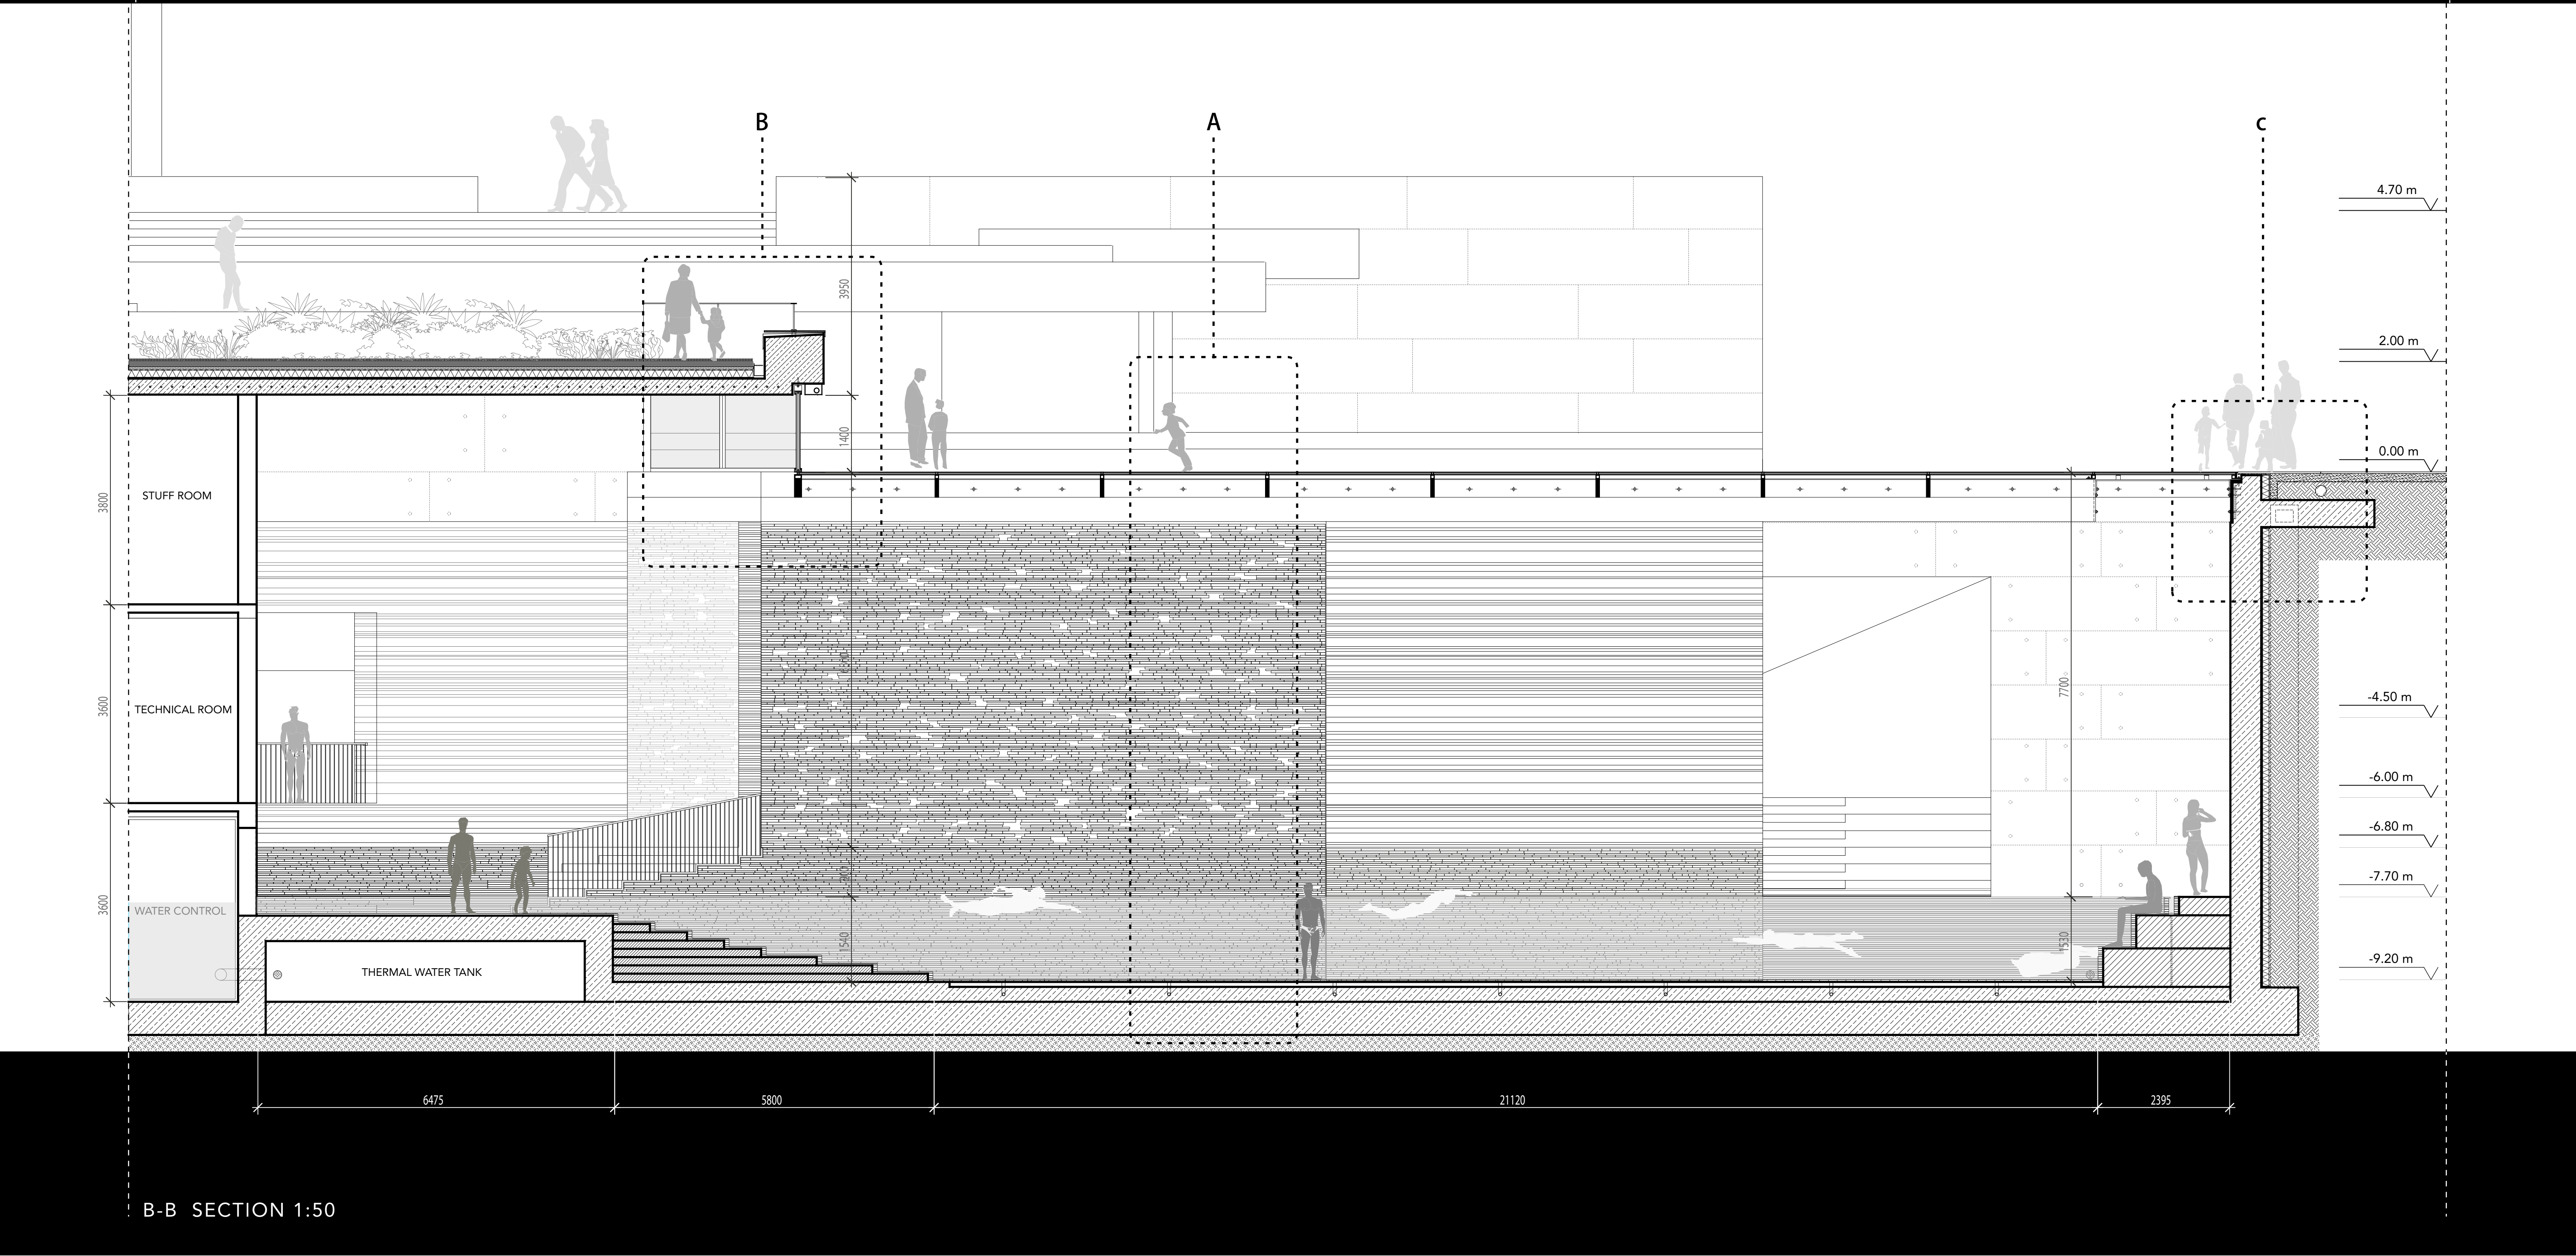 B
A
c
4.70 m
3950
2.00 m
1400
0.00 m
3800
STUFF ROOM
7700
-4.50 m
3600
TECHNICAL ROOM
-6.00 m
-6.80 m
-7.70 m
3600
WATER CONTROL
1540
1530
-9.20 m
THERMAL WATER TANK
6475
5800
21120
2395
B-B SECTION 1:50